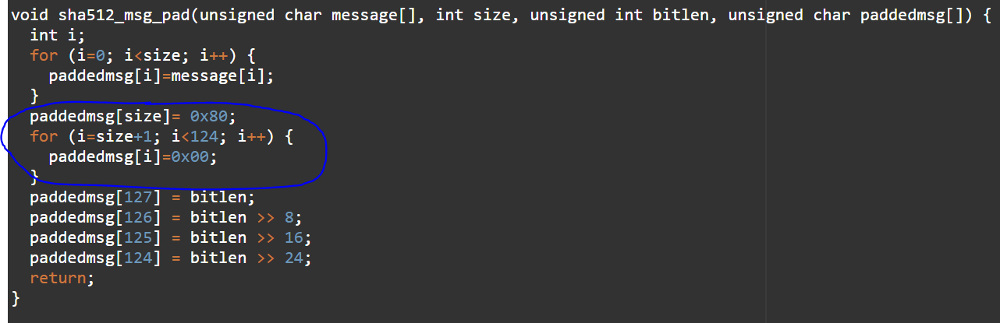 void sha512_msg_pad(unsigned char message[], int size, unsigned int bitlen, unsigned char paddedmsg[]) {
int i;
for (i=0; i<size; i++) {
paddedmsg[i]=message[i];
}
paddedmsg[size]= 0x80;
for (i=size+1; i<124; i++) {
paddedmsg[i]=0x00;
}
paddedmsg[127] = bitlen;
paddedmsg[126] = bitlen >> 8;
paddedmsg[125] = bitlen >> 16;
paddedmsg[124] = bitlen >> 24;
return;
}